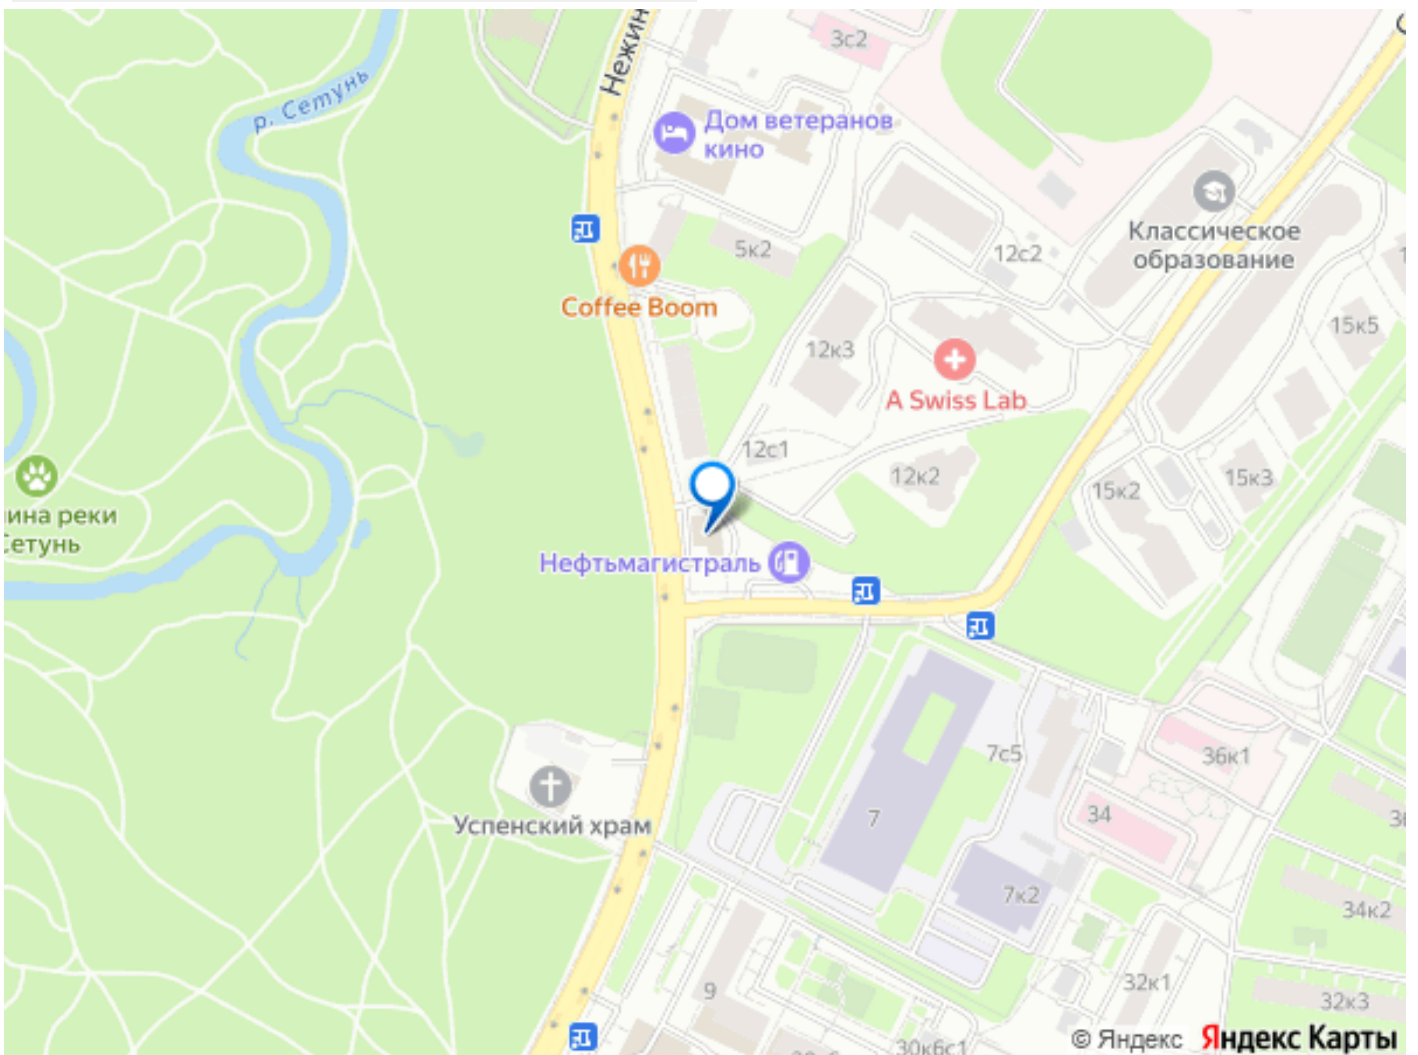 Нежин
3с2
р. Сетунь
Дом ветеранов
кино
Классическое
образование
5к2
12с2
Coffee Boom
15к5
12к3
A Swiss Lab
12с1
12к2
15к3
15к2
ина реки
Сетунь
Нефтьмагистраль
7с5
36к1
Успенский храм
7
34
7к2
34к2
9
32к1
32к3
30к6с1
© Яндекс Яндекс Карты